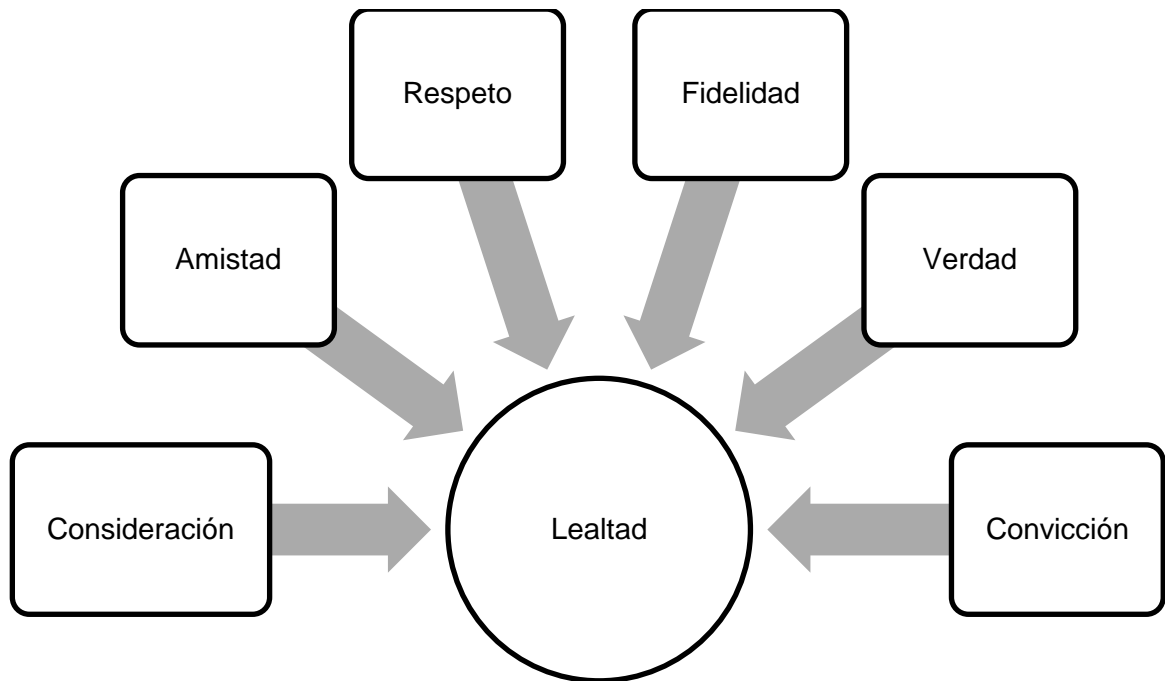 Respeto
Fidelidad
Amistad
Verdad
Consideración
Lealtad
Convicción